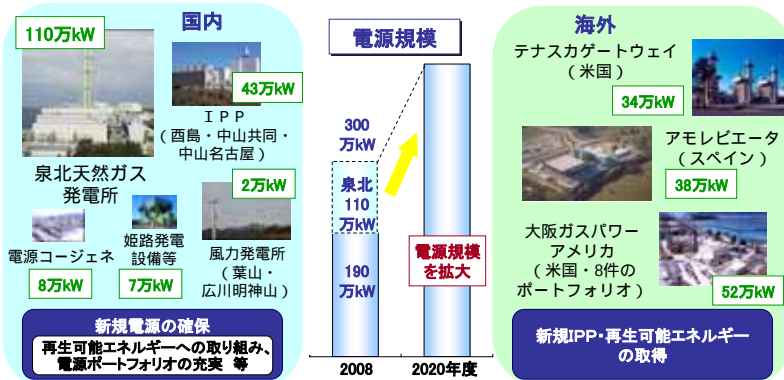 国内
110万kW
43万kW
ＩＰＰ
（酉島・中山共同・
中山名古屋）
泉北天然ガス
発電所
2万kW
電源コージェネ
8万kW
姫路発電
設備等
7万kW
風力発電所
（葉山・
広川明神山）
新規電源の確保
再生可能エネルギーへの取り組み、
電源ポートフォリオの充実 等
電源規模
300
万kW
泉北
110
万kW
190
万kW
電源規模
を拡大
2008
2020年度
海外
テナスカゲートウェイ
（米国）
34万kW
アモレビエータ
（スペイン）
38万kW
大阪ガスパワー
アメリカ
（米国・8件の
ポートフォリオ）
52万kW
新規IPP・再生可能エネルギー
の取得